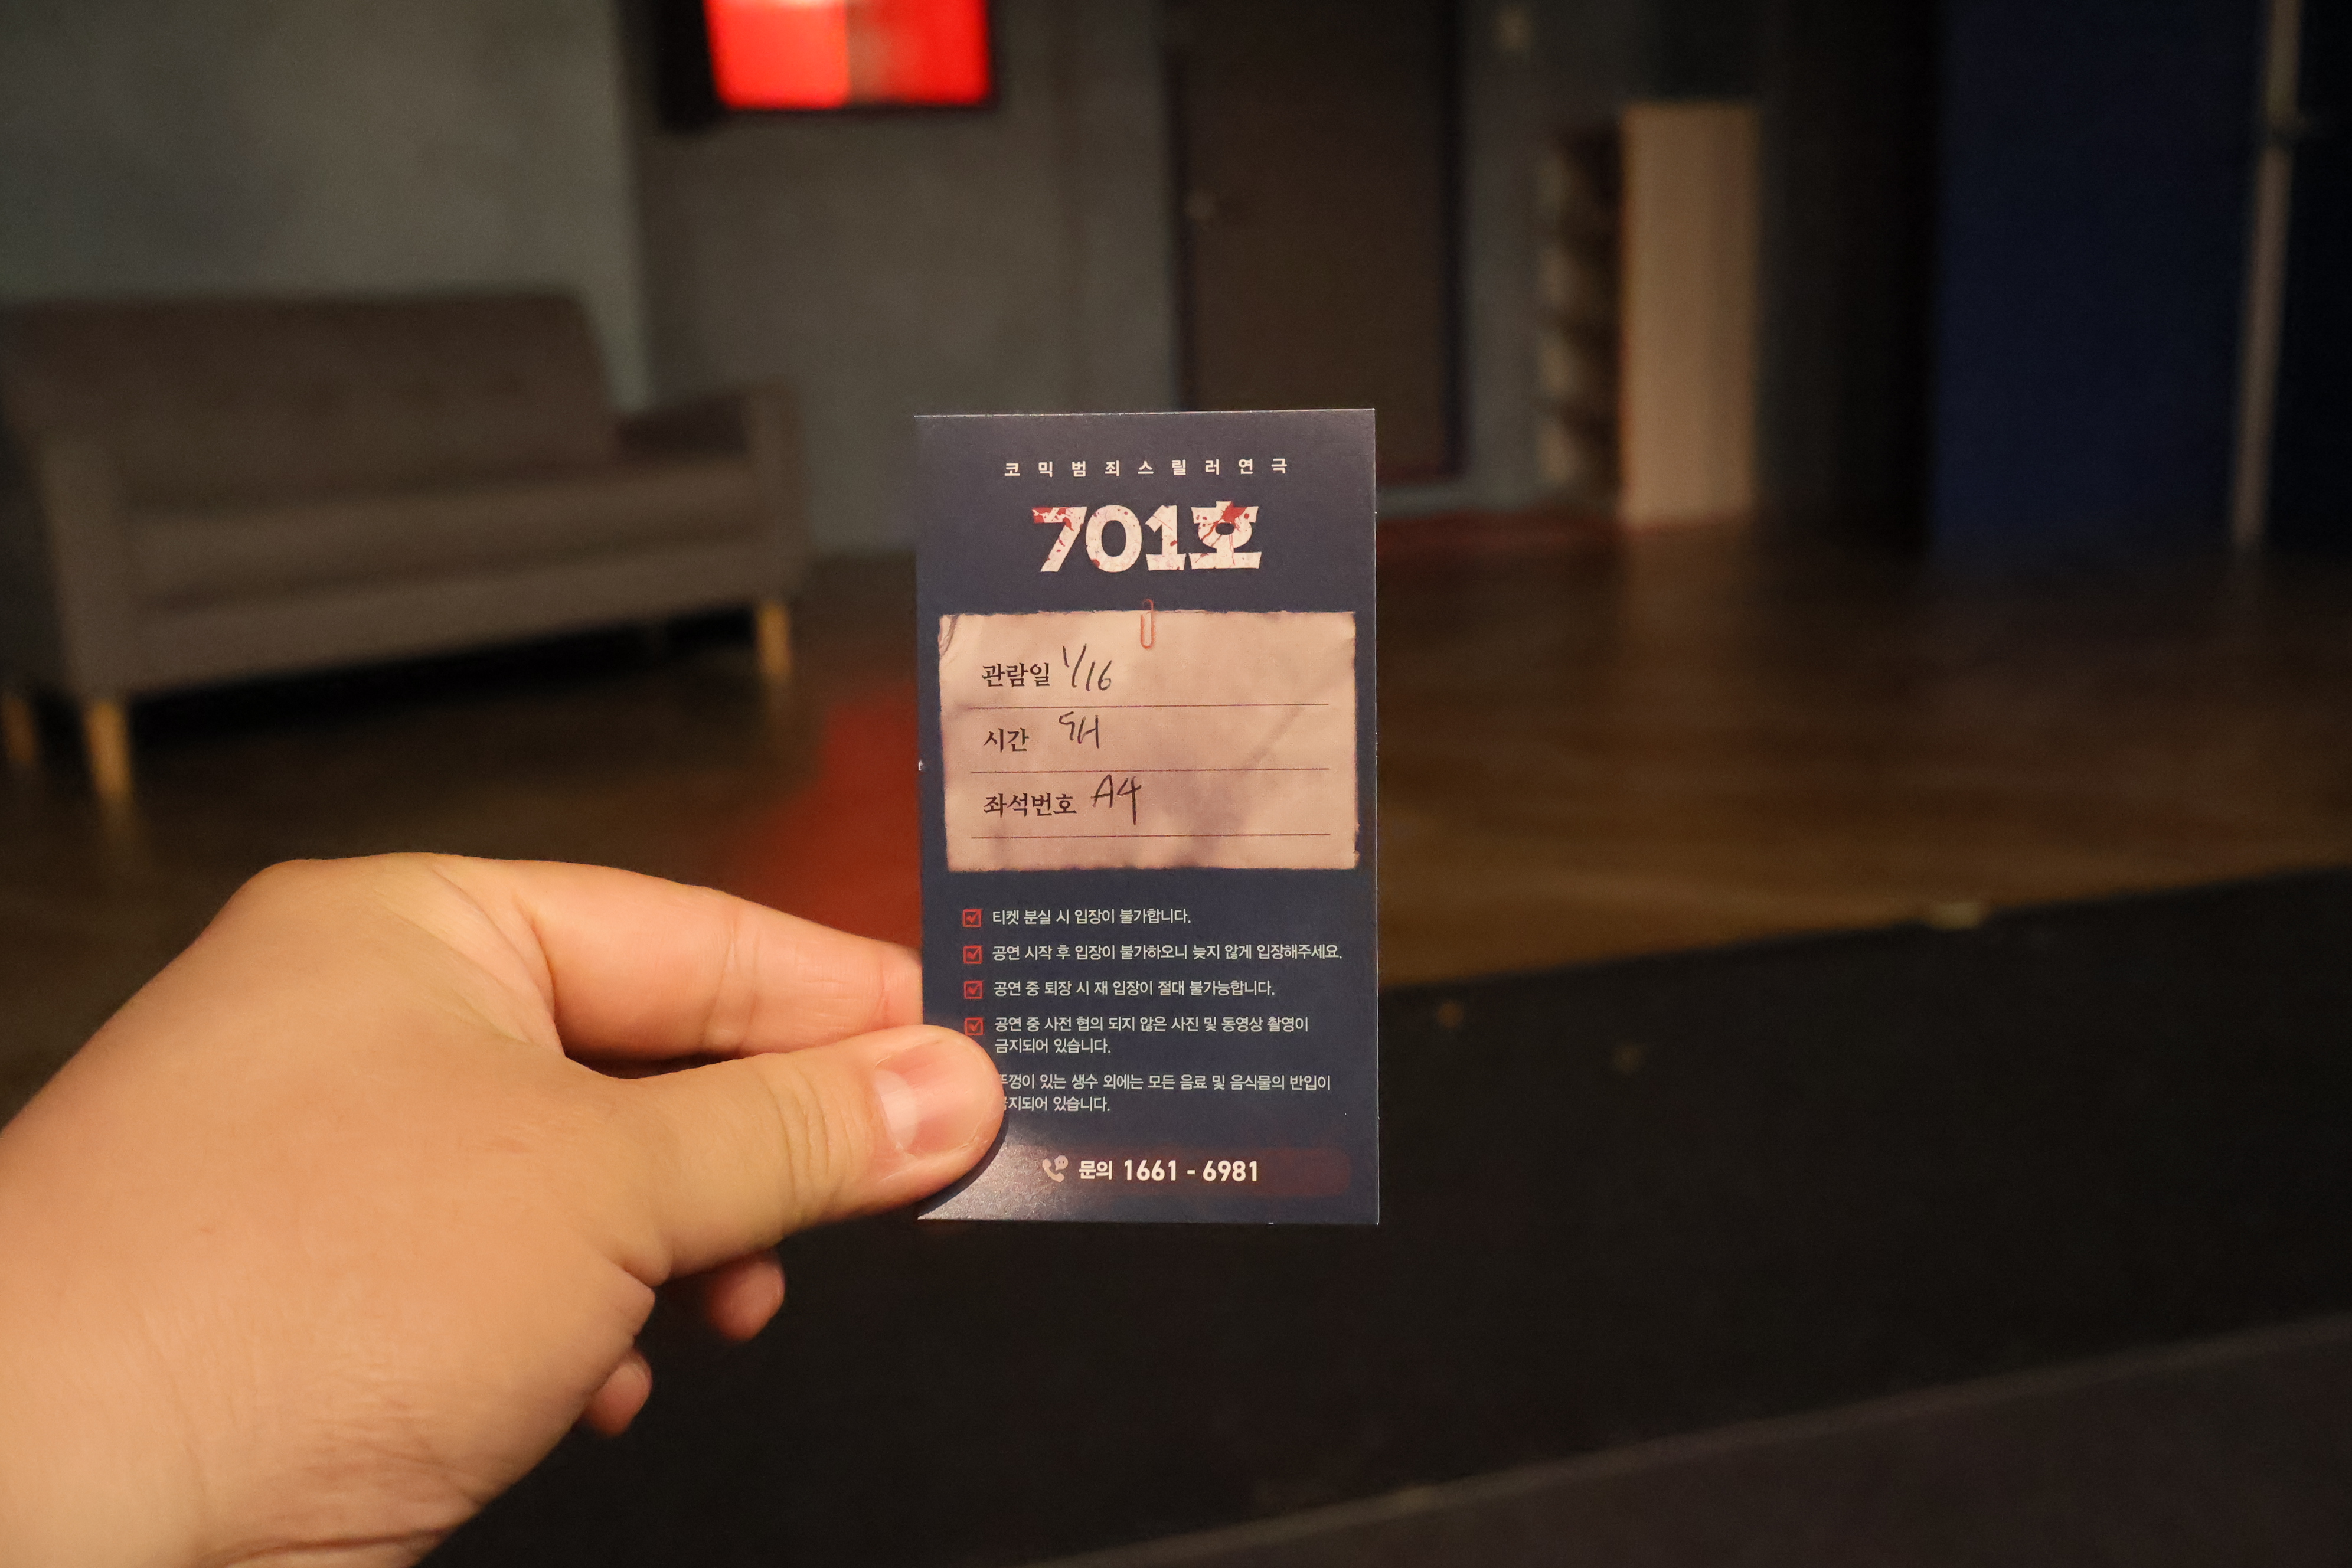 코믹범죄스릴러연극
701호
관람일 1/16
시간
좌석번호 A4
티켓 분실 시 입장이 불가합니다.
공연 시작 후 입장이 불가하오니 늦지 않게 입장해주세요.
공연 중 퇴장 시 재 입장이 절대 불가능합니다.
공연 중 사전 협의 되지 않은 사진 및 동영상 촬영이
금지되어 있습니다.
뚜껑이 있는 생수 외에는 모든 음료 및 음식물의 반입이
금지되어 있습니다.
문의 1661 - 6981